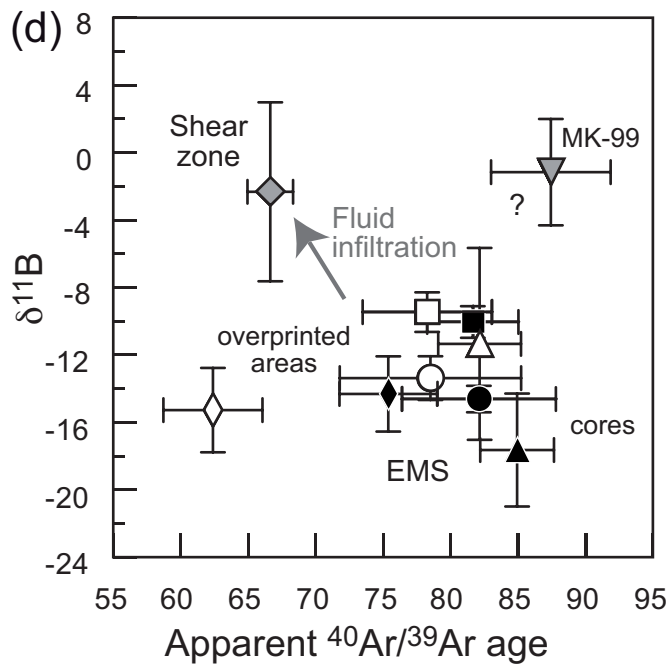 (d)
8
4
0
-4
-8
-12
-16
-20
-24
δ¹¹B
Shear
zone
MK-99
?
Fluid
infiltration
overprinted
areas
cores
EMS
55 60 65 70 75 80 85 90 95
Apparent ⁴⁰Ar/³⁹Ar age